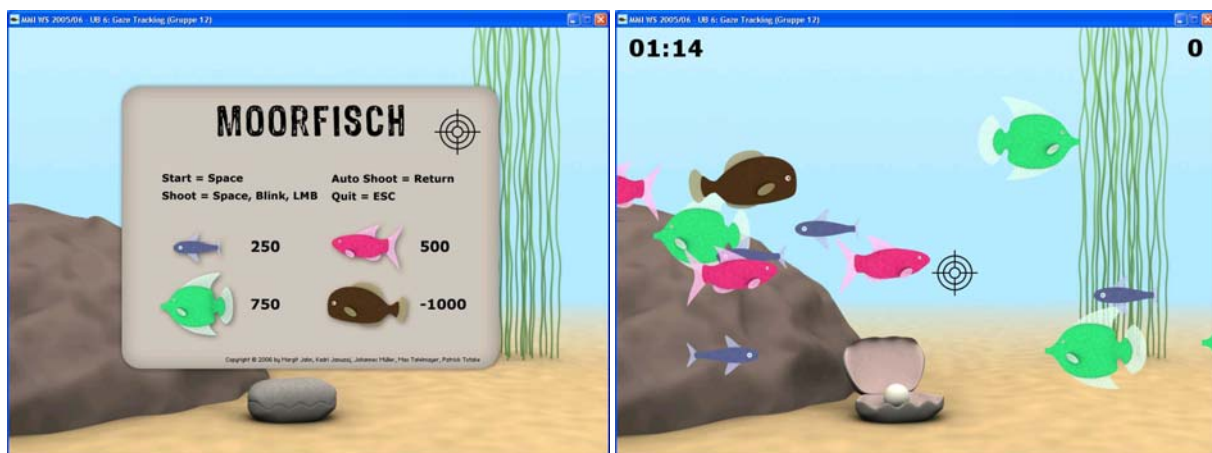 MMI WS 2005/06 - UB 6: Gaze Tracking (Gruppe 12)
MOORFISCH
Start = Space
Auto Shoot = Return
Shoot = Space, Blink, LMB
Quit = ESC
250
500
750
-1000
MMI WS 2005/06 - UB 6: Gaze Tracking (Gruppe 12)
01:14
0